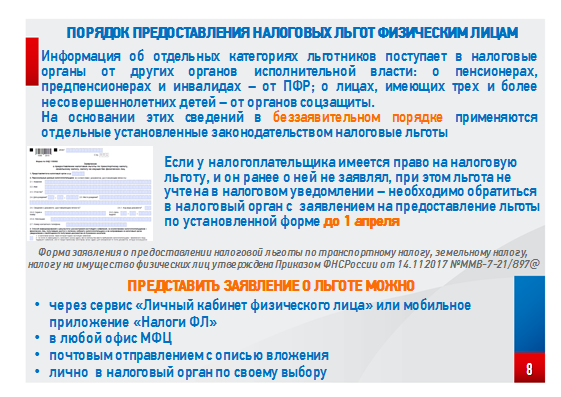 ПОРЯДОК ПРЕДОСТАВЛЕНИЯ НАЛОГОВЫХ ЛЬГОТ ФИЗИЧЕСКИМ ЛИЦАМ
Информация об отдельных категориях льготников поступает в налоговые
органы от других органов исполнительной власти: о пенсионерах,
предпенсионерах и инвалидах – от ПФР; о лицах, имеющих трех и более
несовершеннолетних детей – от органов соцзащиты.
На основании этих сведений в беззаявительном порядке применяются
отдельные установленные законодательством налоговые льготы
Если у налогоплательщика имеется право на налоговую
льготу, и он ранее о ней не заявлял, при этом льгота не
учтена в налоговом уведомлении – необходимо обратиться
в налоговый орган с заявлением на предоставление льготы
по установленной форме до 1 апреля
Форма заявления о предоставлении налоговой льготы по транспортному налогу, земельному налогу,
налогу на имущество физических лиц утверждена Приказом ФНСРоссии от 14.11.2017 №ММВ-7-21/897@
ПРЕДСТАВИТЬ ЗАЯВЛЕНИЕ О ЛЬГОТЕ МОЖНО
• через сервис «Личный кабинет физического лица» или мобильное
приложение «Налоги ФЛ»
• в любой офис МФЦ
• почтовым отправлением с описью вложения
• лично в налоговый орган по своему выбору
8